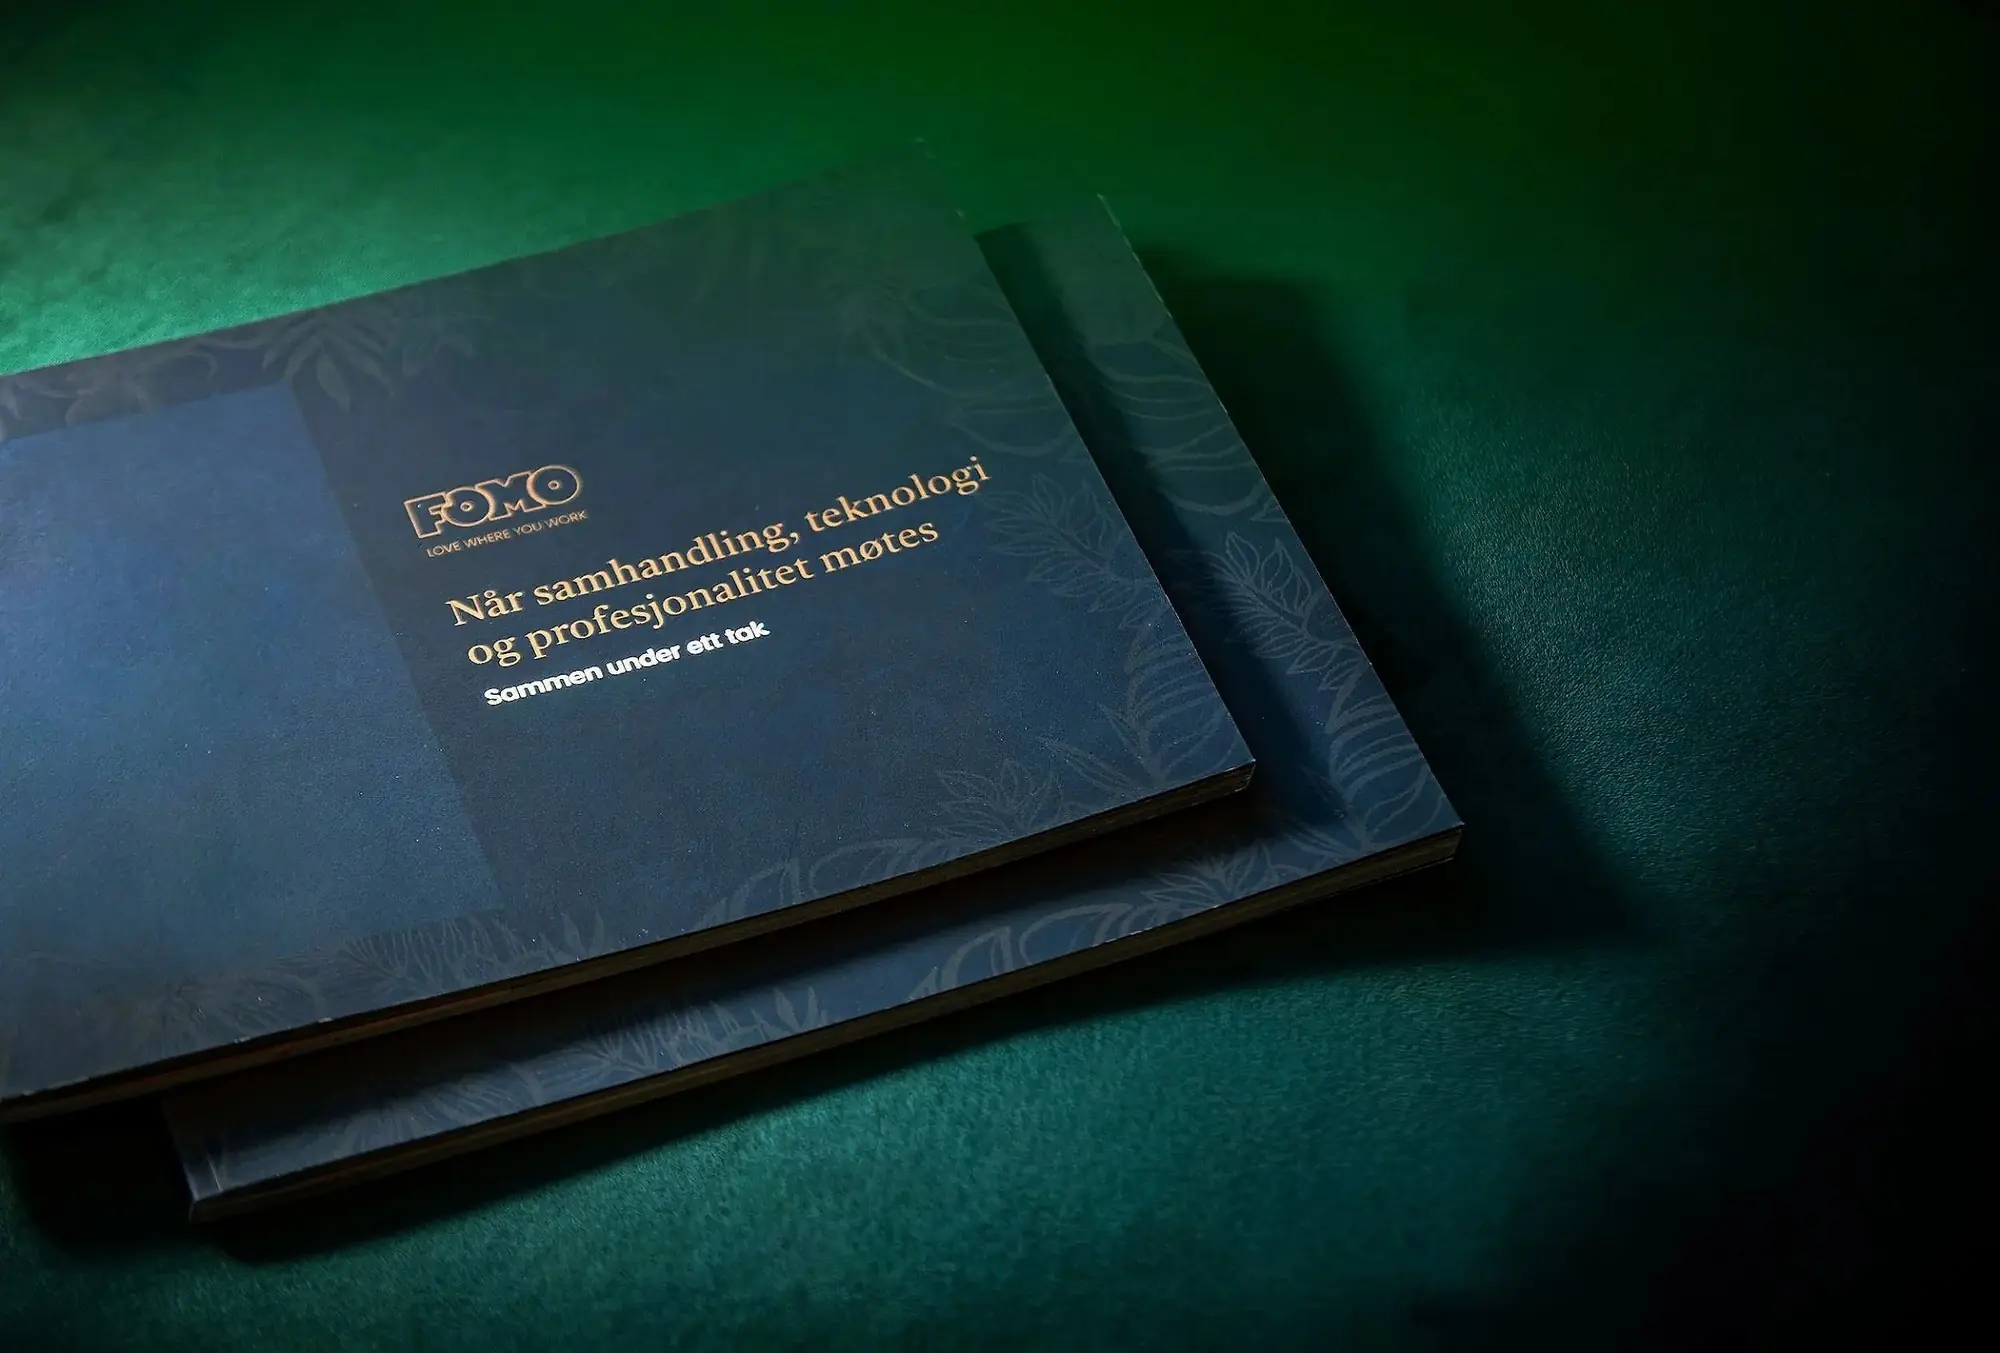 FOMO
LOVE WHERE YOU WORK
Når samhandling, teknologi
og profesjonalitet møtes
Sammen under ett tak